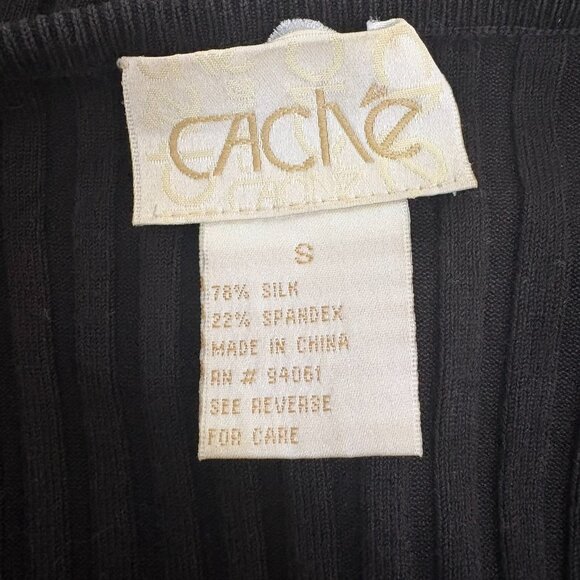 CAChé
S
78% SILK
22% SPANDEX
MADE IN CHINA
RN # 94061
SEE REVERSE
FOR CARE